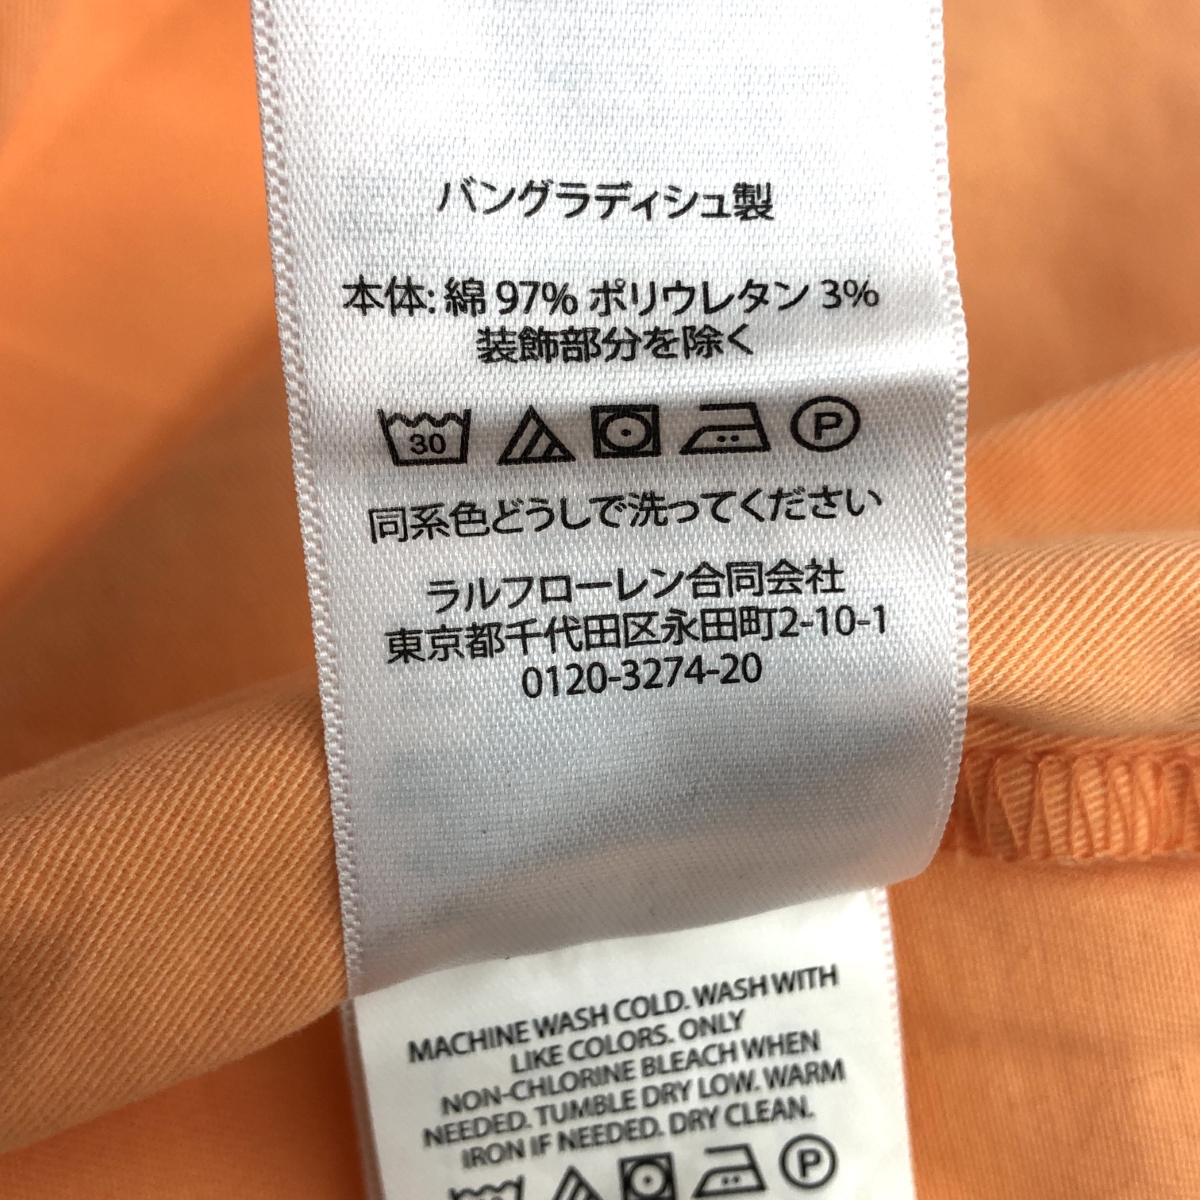 バングラディシュ製
本体: 綿 97% ポリウレタン 3%
装飾部分を除く
30 P
同系色どうしで洗ってください
ラルフローレン合同会社
東京都千代田区永田町2-10-1
0120-3274-20
MACHINE WASH COLD. WASH WITH
LIKE COLORS. ONLY
NON-CHLORINE BLEACH WHEN
NEEDED. TUMBLE DRY LOW. WARM
IRON IF NEEDED. DRY CLEAN.
P